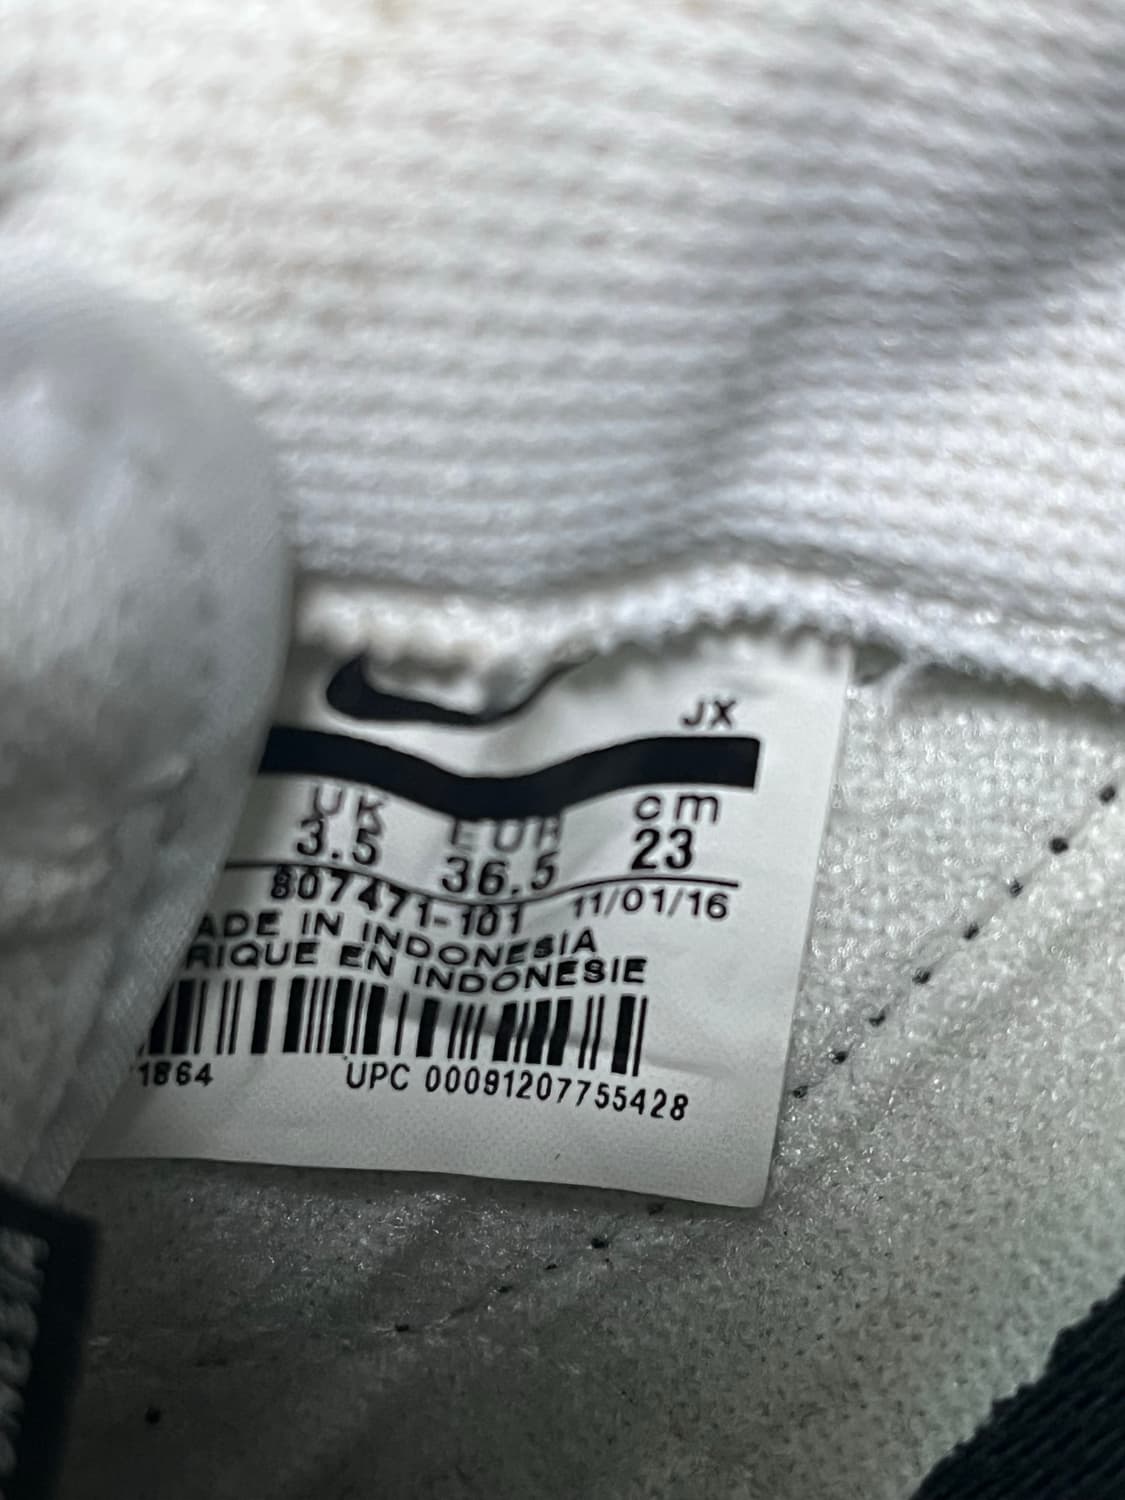 JX
UK EUR cm
3.5 36.5 23
807471-101 11/01/16
ADE IN INDONESIA
RIQUE EN INDONESIE
1864 UPC 00091207755428